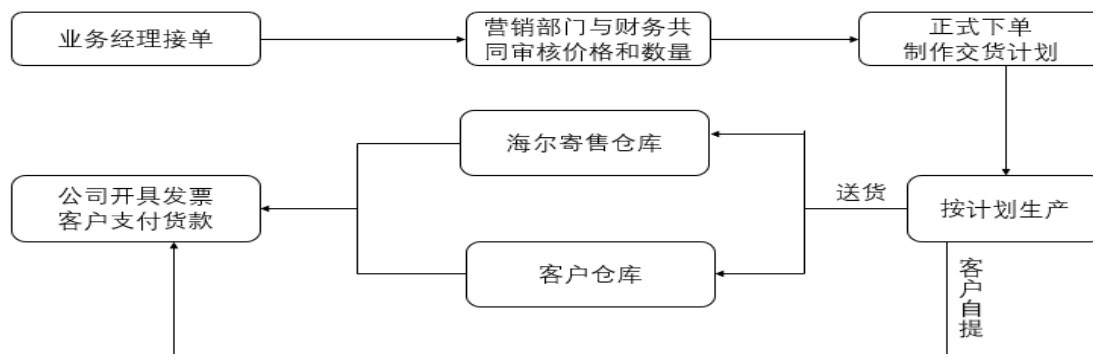 业务经理接单
营销部门与财务共
同审核价格和数量
正式下单
制作交货计划
海尔寄售仓库
公司开具发票
客户支付货款
送货
按计划生产
客户仓库
客户自提